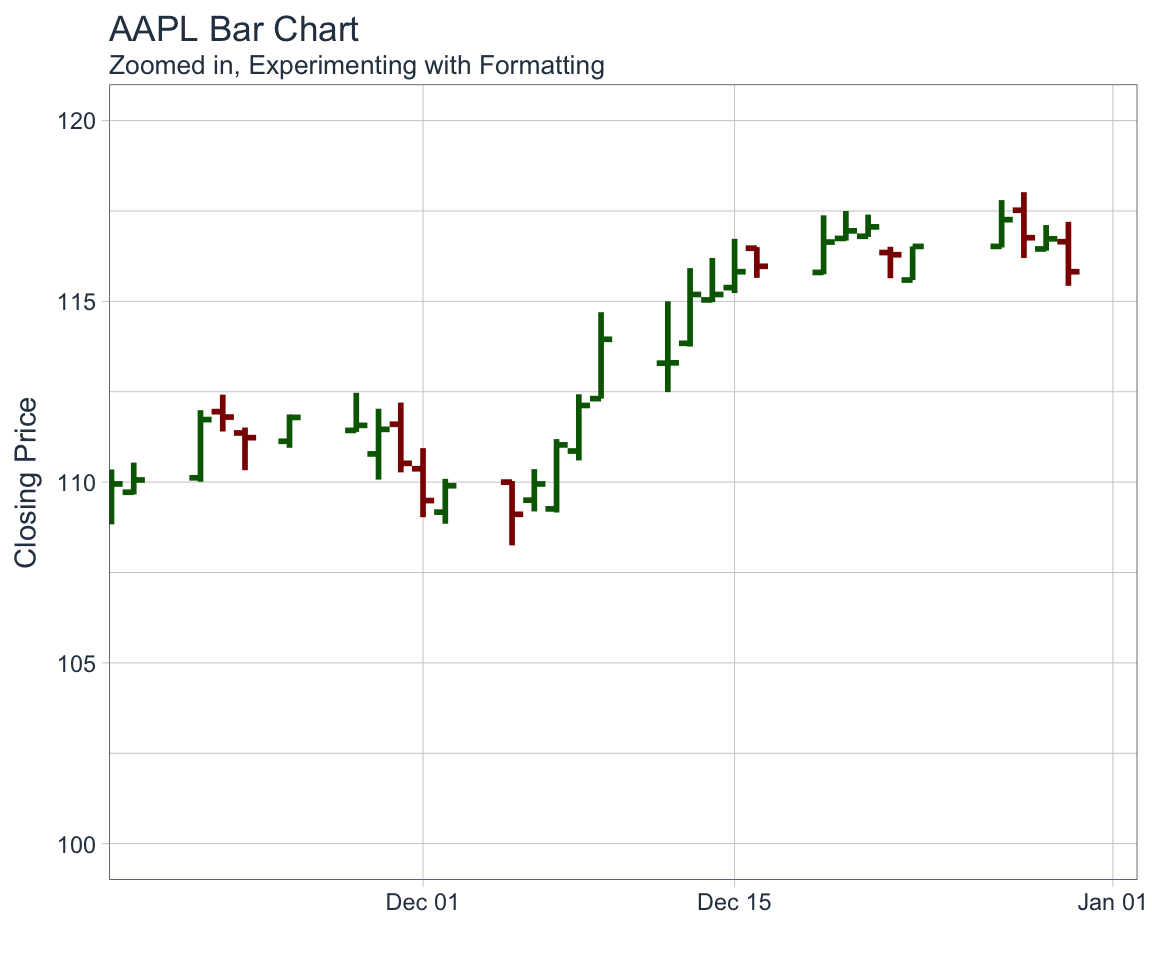 AAPL Bar Chart
Zoomed in, Experimenting with Formatting
Closing Price
120
115
110
105
100
Dec 01
Dec 15
Jan 01